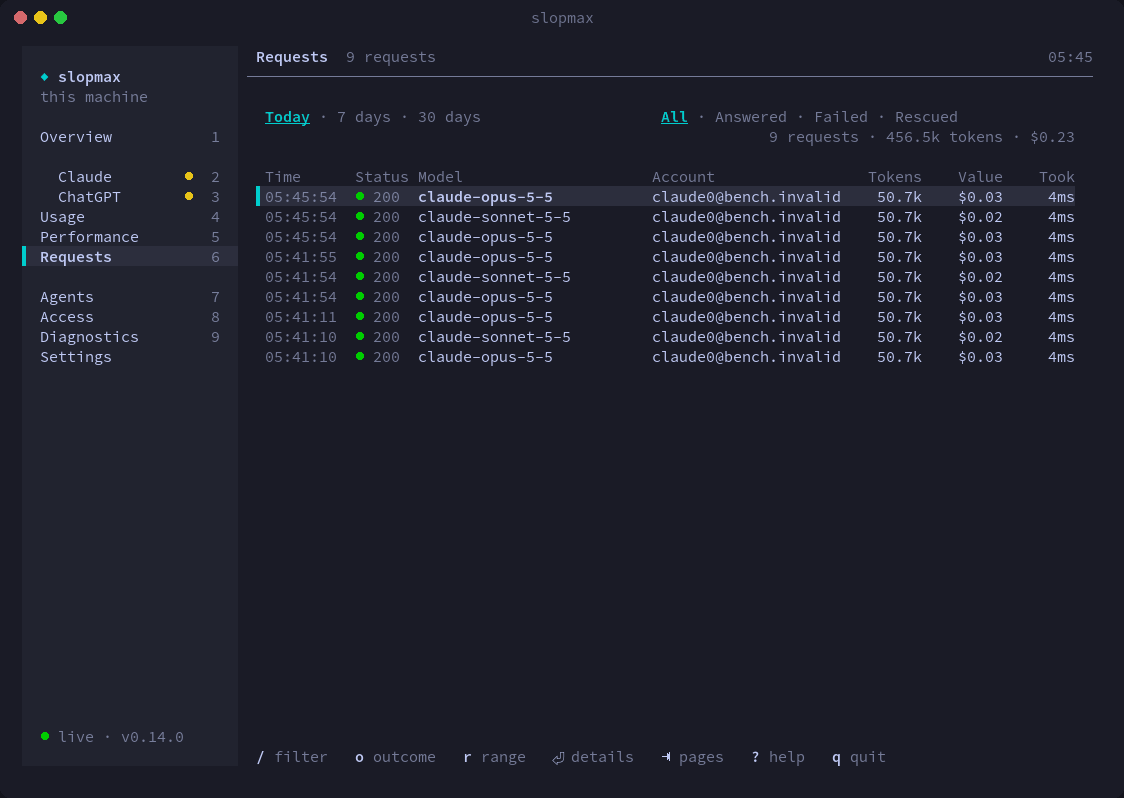 slopmax
◆ slopmax
this machine
Overview 1
Claude ● 2
ChatGPT ● 3
Usage 4
Performance 5
Requests 6
Agents 7
Access 8
Diagnostics 9
Settings
● live · v0.14.0
Requests 9 requests 05:45
Today · 7 days · 30 days All · Answered · Failed · Rescued
9 requests · 456.5k tokens · $0.23
Time Status Model Account Tokens Value Took
05:45:54 ● 200 claude-opus-5-5 claude0@bench.invalid 50.7k $0.03 4ms
05:45:54 ● 200 claude-sonnet-5-5 claude0@bench.invalid 50.7k $0.02 4ms
05:45:54 ● 200 claude-opus-5-5 claude0@bench.invalid 50.7k $0.03 4ms
05:41:55 ● 200 claude-opus-5-5 claude0@bench.invalid 50.7k $0.03 4ms
05:41:54 ● 200 claude-sonnet-5-5 claude0@bench.invalid 50.7k $0.02 4ms
05:41:54 ● 200 claude-opus-5-5 claude0@bench.invalid 50.7k $0.03 4ms
05:41:11 ● 200 claude-opus-5-5 claude0@bench.invalid 50.7k $0.03 4ms
05:41:10 ● 200 claude-sonnet-5-5 claude0@bench.invalid 50.7k $0.02 4ms
05:41:10 ● 200 claude-opus-5-5 claude0@bench.invalid 50.7k $0.03 4ms
/ filter o outcome r range ⏎ details ⇥ pages ? help q quit